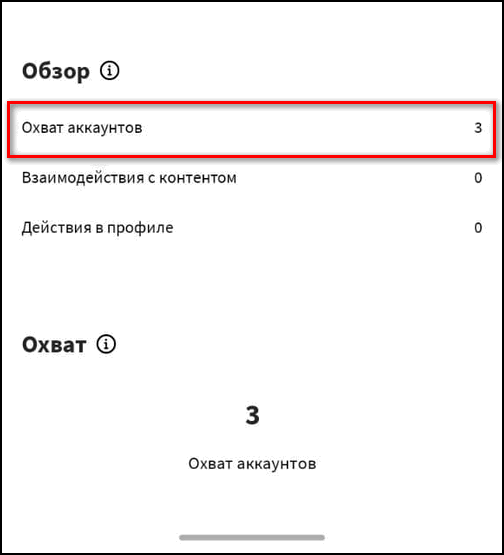 Обзор
Охват аккаунтов 3
Взаимодействия с контентом 0
Действия в профиле 0
Охват
3
Охват аккаунтов